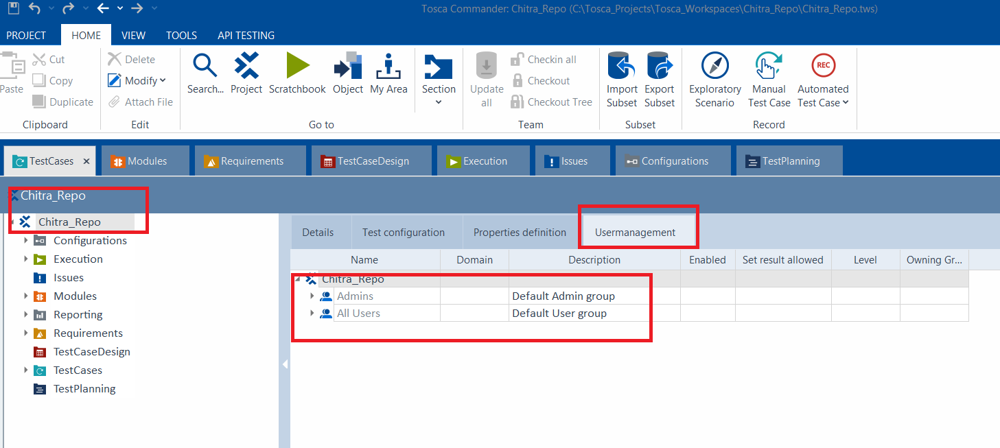 Tosca Commander: Chitra_Repo (C:\Tosca_Projects\Tosca_Workspaces\Chitra_Repo\Chitra_Repo.tws)
PROJECT HOME VIEW TOOLS API TESTING
Paste
Cut
Copy
Duplicate
Clipboard
Delete
Modify
Attach File
Edit
Search...
Project
Scratchbook
Object
My Area
Section
Go to
Update
all
Checkin all
Checkout
Checkout Tree
Team
Import
Subset
Export
Subset
Subset
Exploratory
Scenario
Manual
Test Case
REC
Automated
Test Case
Record
TestCases Modules Requirements TestCaseDesign Execution Issues Configurations TestPlanning
Chitra_Repo
Chitra_Repo
Configurations
Execution
Issues
Modules
Reporting
Requirements
TestCaseDesign
TestCases
TestPlanning
Details Test configuration Properties definition Usermanagement
Name Domain Description Enabled Set result allowed Level Owning Gr...
Chitra_Repo
Admins Default Admin group
All Users Default User group